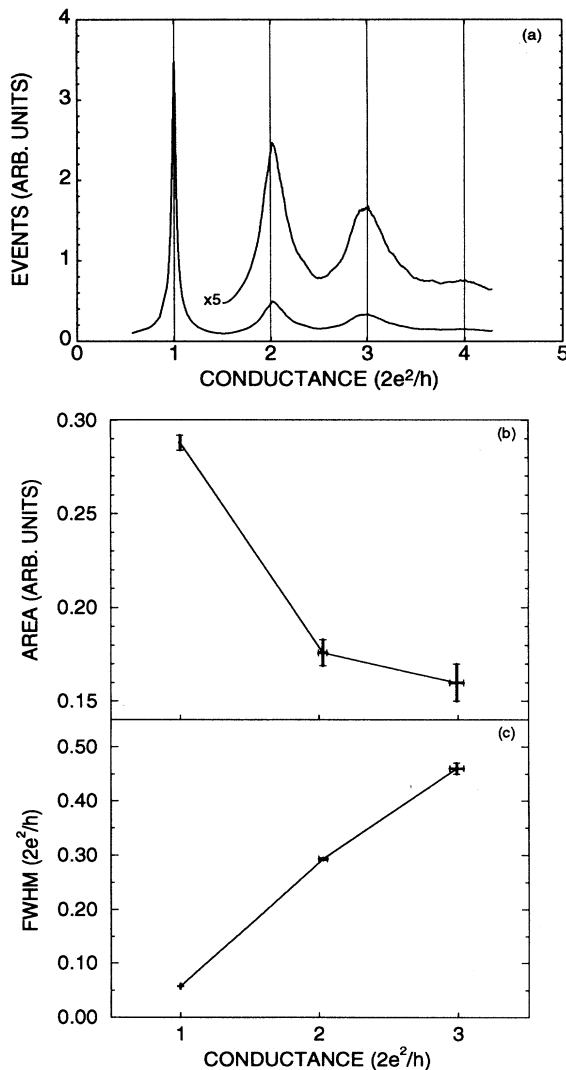 (a)
4
3
2
1
0
EVENTS (ARB. UNITS)
x5
0 1 2 3 4 5
CONDUCTANCE (2e²/h)
(b)
0.30
0.25
0.20
0.15
AREA (ARB. UNITS)
(c)
0.50
0.40
0.30
0.20
0.10
0.00
FWHM (2e²/h)
1 2 3
CONDUCTANCE (2e²/h)